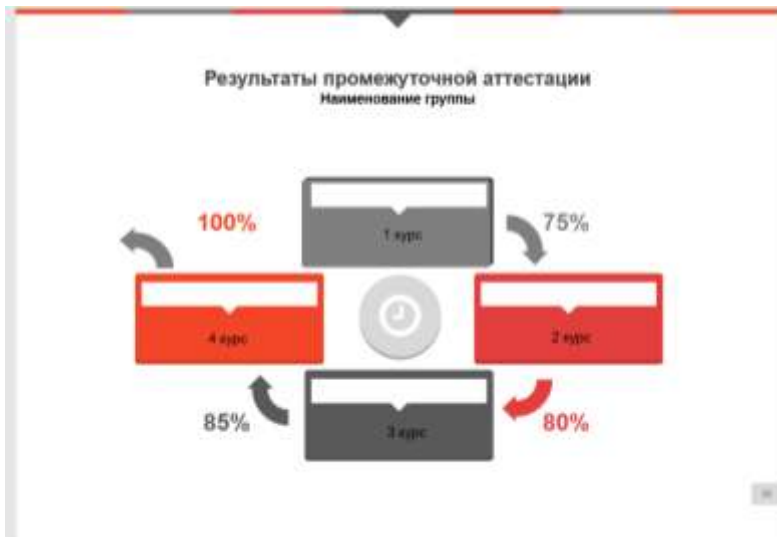 Результаты промежуточной аттестации
Наименование группы
100%
1 курс
75%
4 курс
2 курс
85%
3 курс
80%